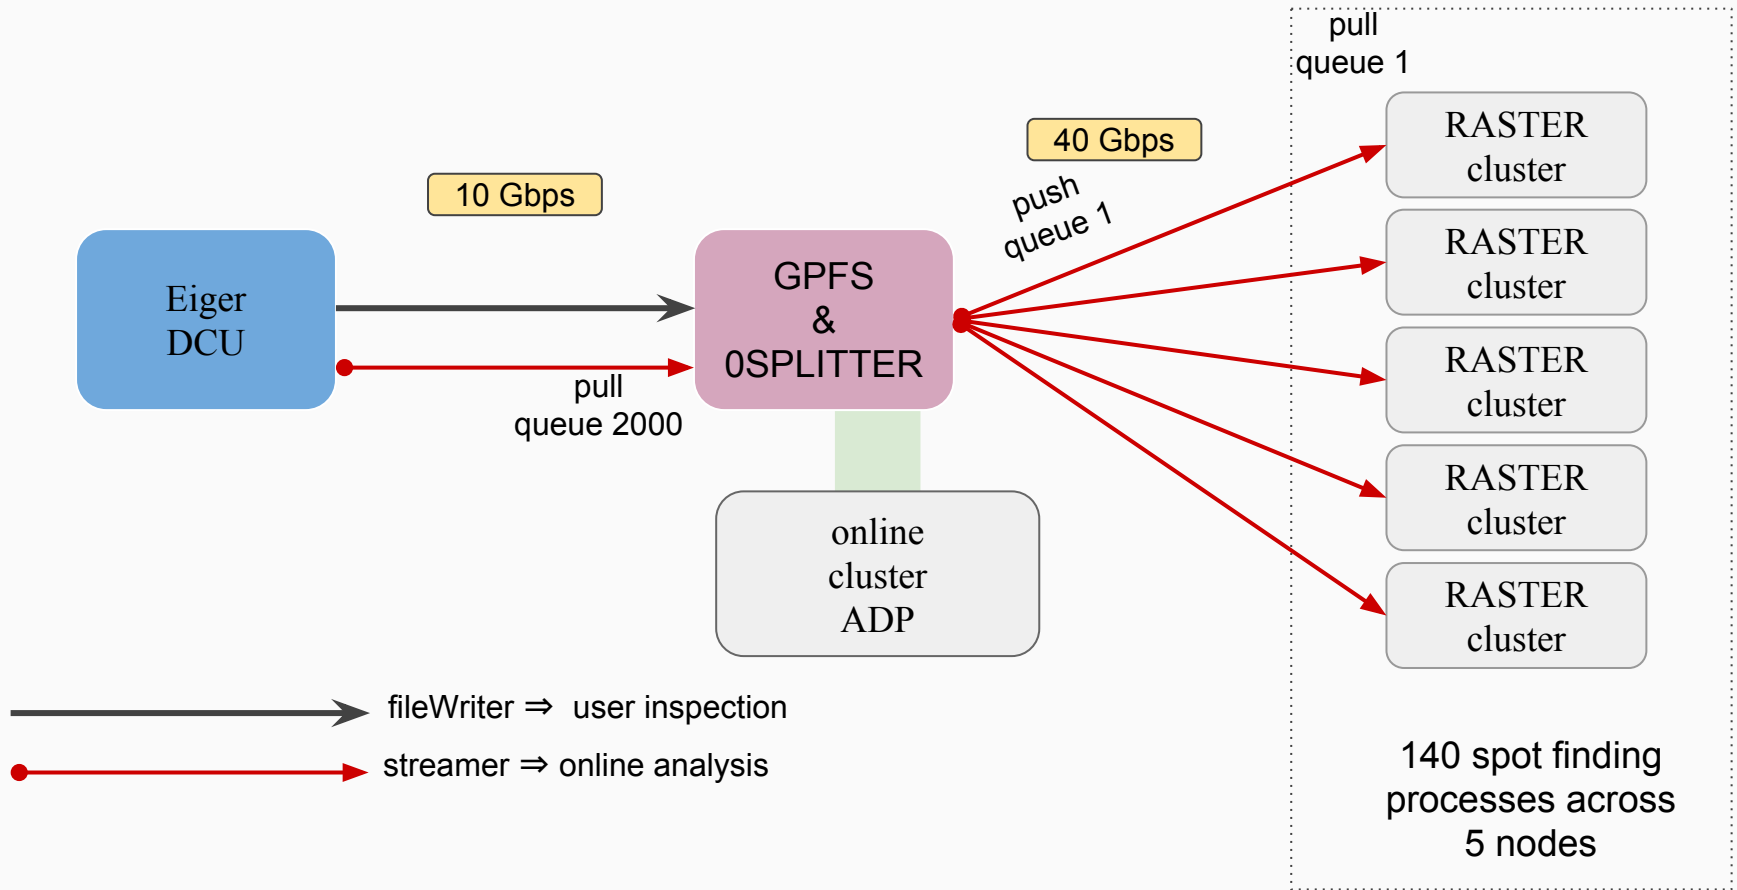 pull
queue 1
40 Gbps
10 Gbps
push
queue 1
Eiger
DCU
GPFS
&
0SPLITTER
pull
queue 2000
online
cluster
ADP
RASTER
cluster
RASTER
cluster
RASTER
cluster
RASTER
cluster
RASTER
cluster
fileWriter ⇒ user inspection
streamer ⇒ online analysis
140 spot finding
processes across
5 nodes